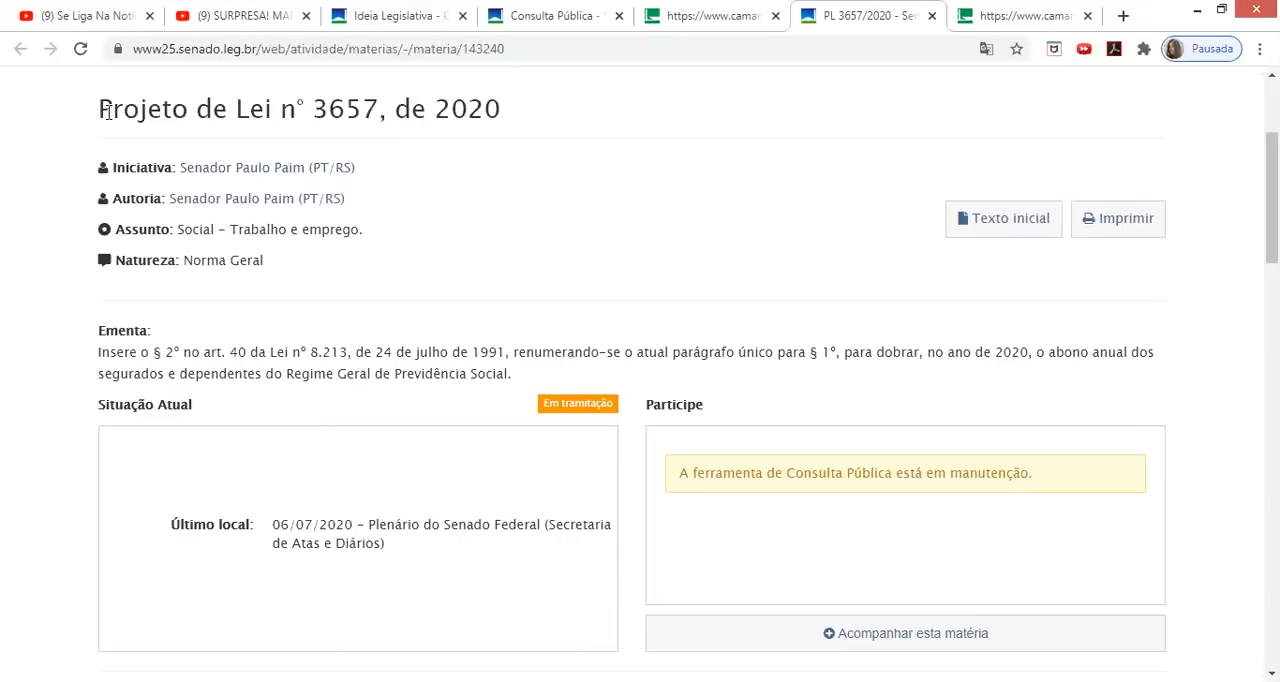 (9) Se Liga Na Noti
(9) SURPRESA! MA
Ideia Legislativa - C
Consulta Pública -
https://www.camar
PL 3657/2020 - Sen
https://www.camar
www25.senado.leg.br/web/atividade/materias/-/materia/143240
Pausada
Projeto de Lei n° 3657, de 2020
Iniciativa: Senador Paulo Paim (PT/RS)
Autoria: Senador Paulo Paim (PT/RS)
Assunto: Social - Trabalho e emprego.
Natureza: Norma Geral
Texto inicial
Imprimir
Ementa:
Insere o § 2º no art. 40 da Lei nº 8.213, de 24 de julho de 1991, renumerando-se o atual parágrafo único para § 1º, para dobrar, no ano de 2020, o abono anual dos
segurados e dependentes do Regime Geral de Previdência Social.
Situação Atual
Em tramitação
Último local: 06/07/2020 - Plenário do Senado Federal (Secretaria
de Atas e Diários)
Participe
A ferramenta de Consulta Pública está em manutenção.
Acompanhar esta matéria